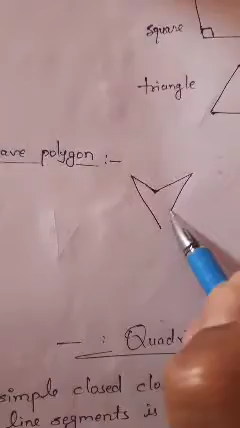 square
triangle
ave polygon :-
— : Quadri
simple closed clo
line segments is